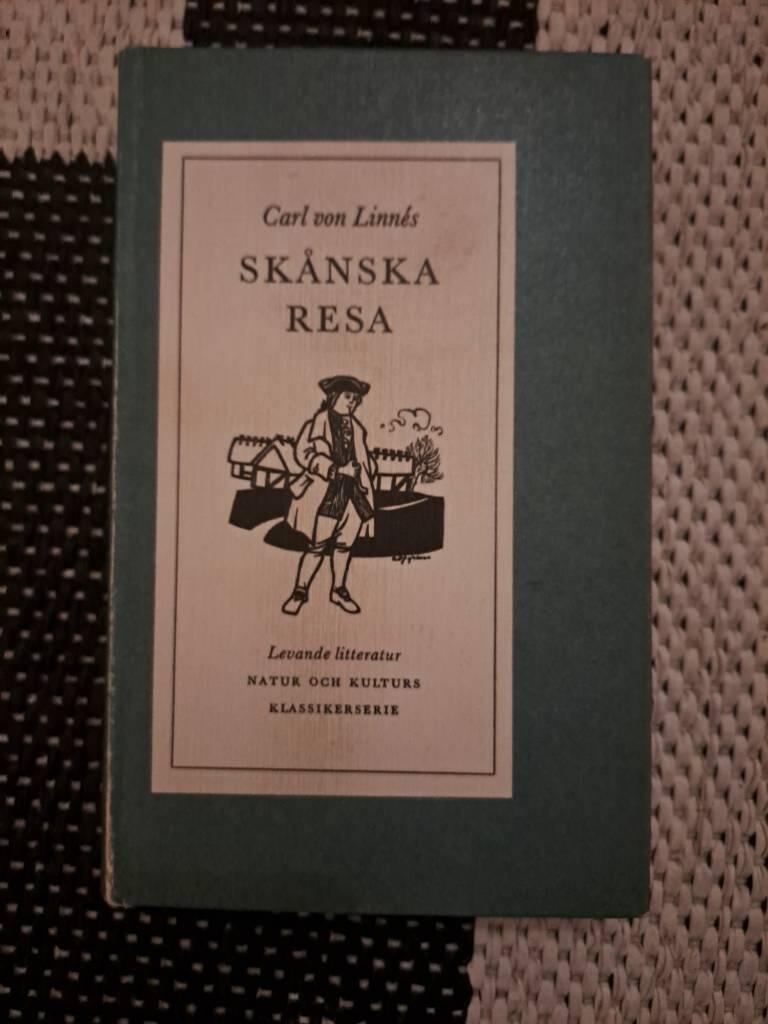 Carl von Linnés
SKÅNSKA
RESA
Levande litteratur
NATUR OCH KULTURS
KLASSIKERSERIE